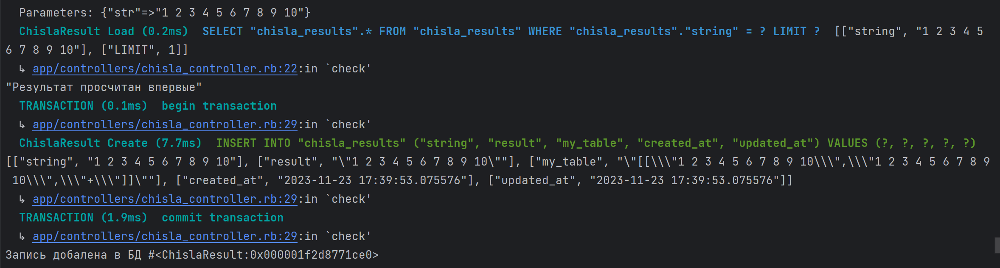 Parameters: {"str"=>"1 2 3 4 5 6 7 8 9 10"}
ChislaResult Load (0.2ms)  SELECT "chisla_results".* FROM "chisla_results" WHERE "chisla_results"."string" = ? LIMIT ?  [["string", "1 2 3 4 5
6 7 8 9 10"], ["LIMIT", 1]]
↳ app/controllers/chisla_controller.rb:22:in `check'
"Результат просчитан впервые"
TRANSACTION (0.1ms)  begin transaction
↳ app/controllers/chisla_controller.rb:29:in `check'
ChislaResult Create (7.7ms)  INSERT INTO "chisla_results" ("string", "result", "my_table", "created_at", "updated_at") VALUES (?, ?, ?, ?, ?)
[["string", "1 2 3 4 5 6 7 8 9 10"], ["result", "\"1 2 3 4 5 6 7 8 9 10\""], ["my_table", "\"[[\\\"1 2 3 4 5 6 7 8 9 10\\\",\\\"1 2 3 4 5 6 7 8 9
10\\\",\\\"+\\\"]]\""], ["created_at", "2023-11-23 17:39:53.075576"], ["updated_at", "2023-11-23 17:39:53.075576"]]
↳ app/controllers/chisla_controller.rb:29:in `check'
TRANSACTION (1.9ms)  commit transaction
↳ app/controllers/chisla_controller.rb:29:in `check'
Запись добалена в БД #<ChislaResult:0x000001f2d8771ce0>